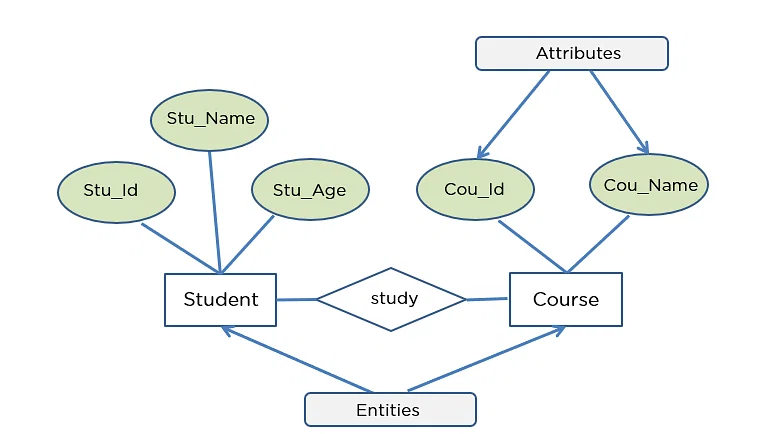 Attributes
Stu_Name
Stu_Id
Stu_Age
Cou_Id
Cou_Name
Student
study
Course
Entities